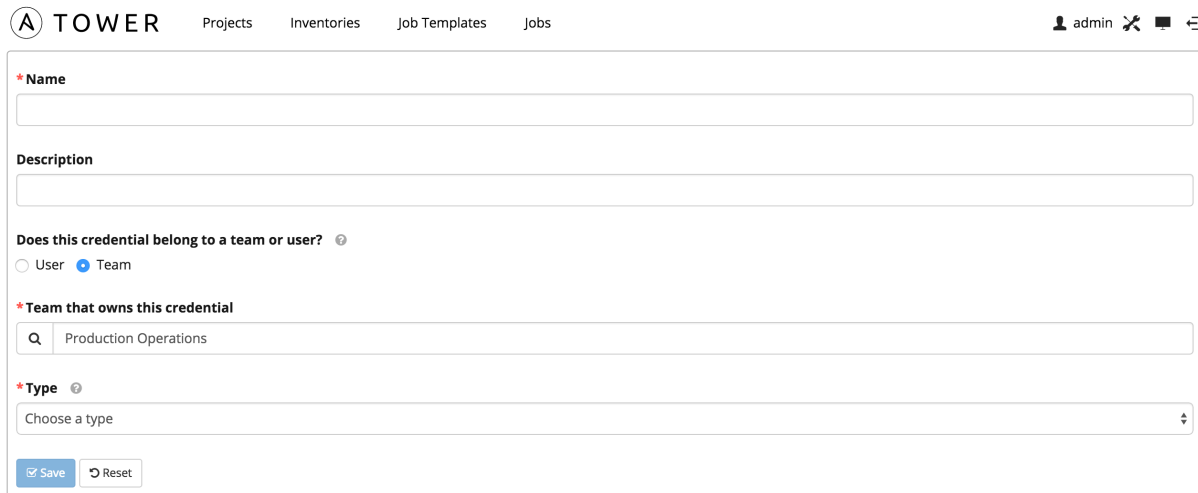 A TOWER Projects Inventories Job Templates Jobs admin
* Name
Description
Does this credential belong to a team or user? ?
User Team
* Team that owns this credential
Production Operations
* Type ?
Choose a type
Save Reset